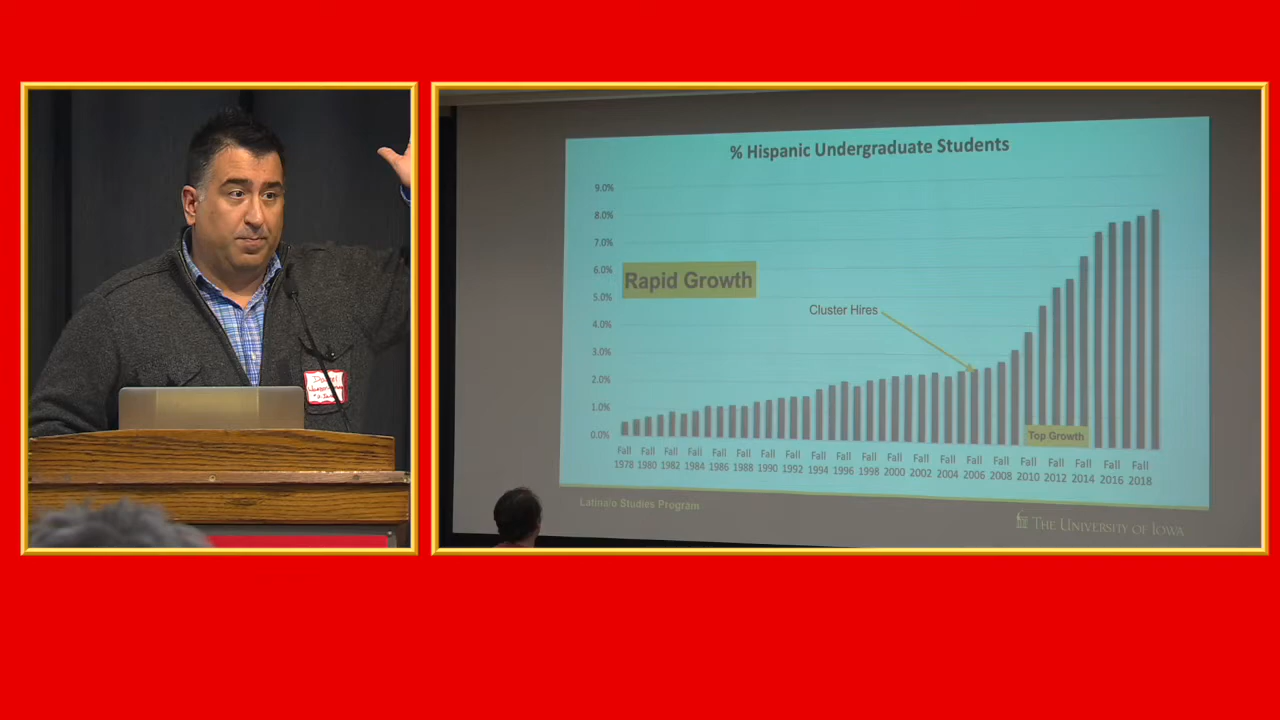 Daniel
% Hispanic Undergraduate Students
9.0%
8.0%
7.0%
6.0%
5.0%
4.0%
3.0%
2.0%
1.0%
0.0%
Rapid Growth
Cluster Hires
Top Growth
Fall Fall Fall Fall Fall Fall Fall Fall Fall Fall Fall Fall Fall Fall Fall Fall Fall Fall Fall Fall Fall
1978 1980 1982 1984 1986 1988 1990 1992 1994 1996 1998 2000 2002 2004 2006 2008 2010 2012 2014 2016 2018
Latina/o Studies Program
THE UNIVERSITY OF IOWA